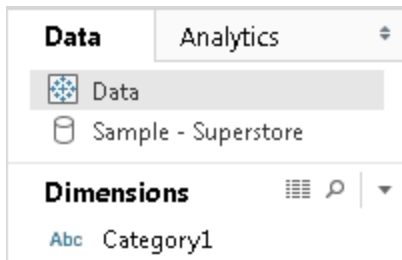 Data Analytics
Data
Sample - Superstore
Dimensions
Abc Category1